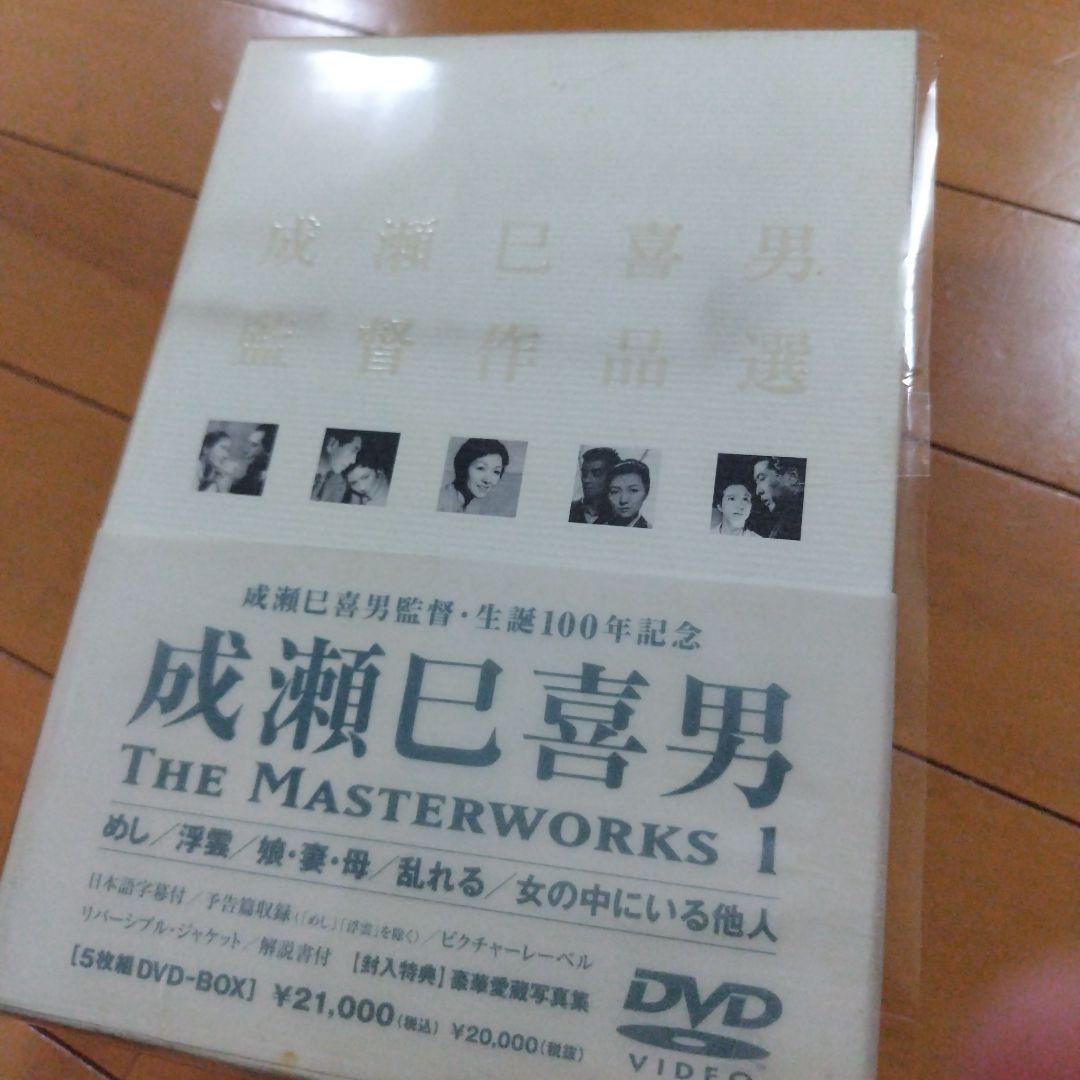 成瀬巳喜男
監督作品選
成瀬巳喜男監督・生誕100年記念
成瀬巳喜男
THE MASTERWORKS 1
めし／浮雲／娘・妻・母／乱れる／女の中にいる他人
日本語字幕付／予告篇収録(「めし」「浮雲」を除く)／ピクチャーレーベル
リバーシブル・ジャケット／解説書付 [封入特典]豪華愛蔵写真集
[5枚組DVD-BOX] ¥21,000(税込) ¥20,000(税抜)
DVD
VIDEO